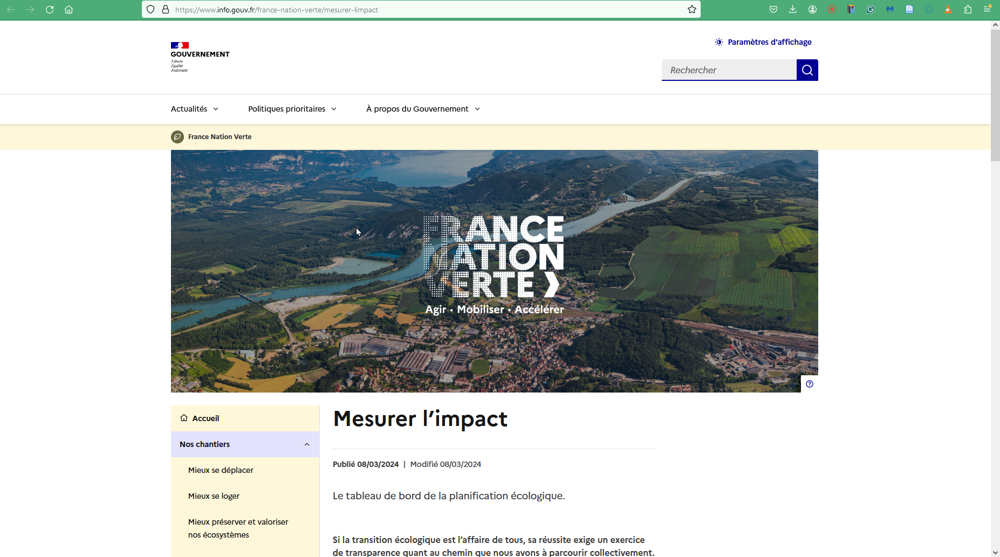 https://www.info.gouv.fr/france-nation-verte/mesurer-limpact
Paramètres d'affichage
GOUVERNEMENT
Liberté
Égalité
Fraternité
Rechercher
Actualités
Politiques prioritaires
À propos du Gouvernement
France Nation Verte
FRANCE
NATION
VERTE
Agir • Mobiliser • Accélérer
Accueil
Nos chantiers
Mieux se déplacer
Mieux se loger
Mieux préserver et valoriser
nos écosystèmes
Mesurer l’impact
Publié 08/03/2024 | Modifié 08/03/2024
Le tableau de bord de la planification écologique.
Si la transition écologique est l’affaire de tous, sa réussite exige un exercice
de transparence quant au chemin que nous avons à parcourir collectivement.